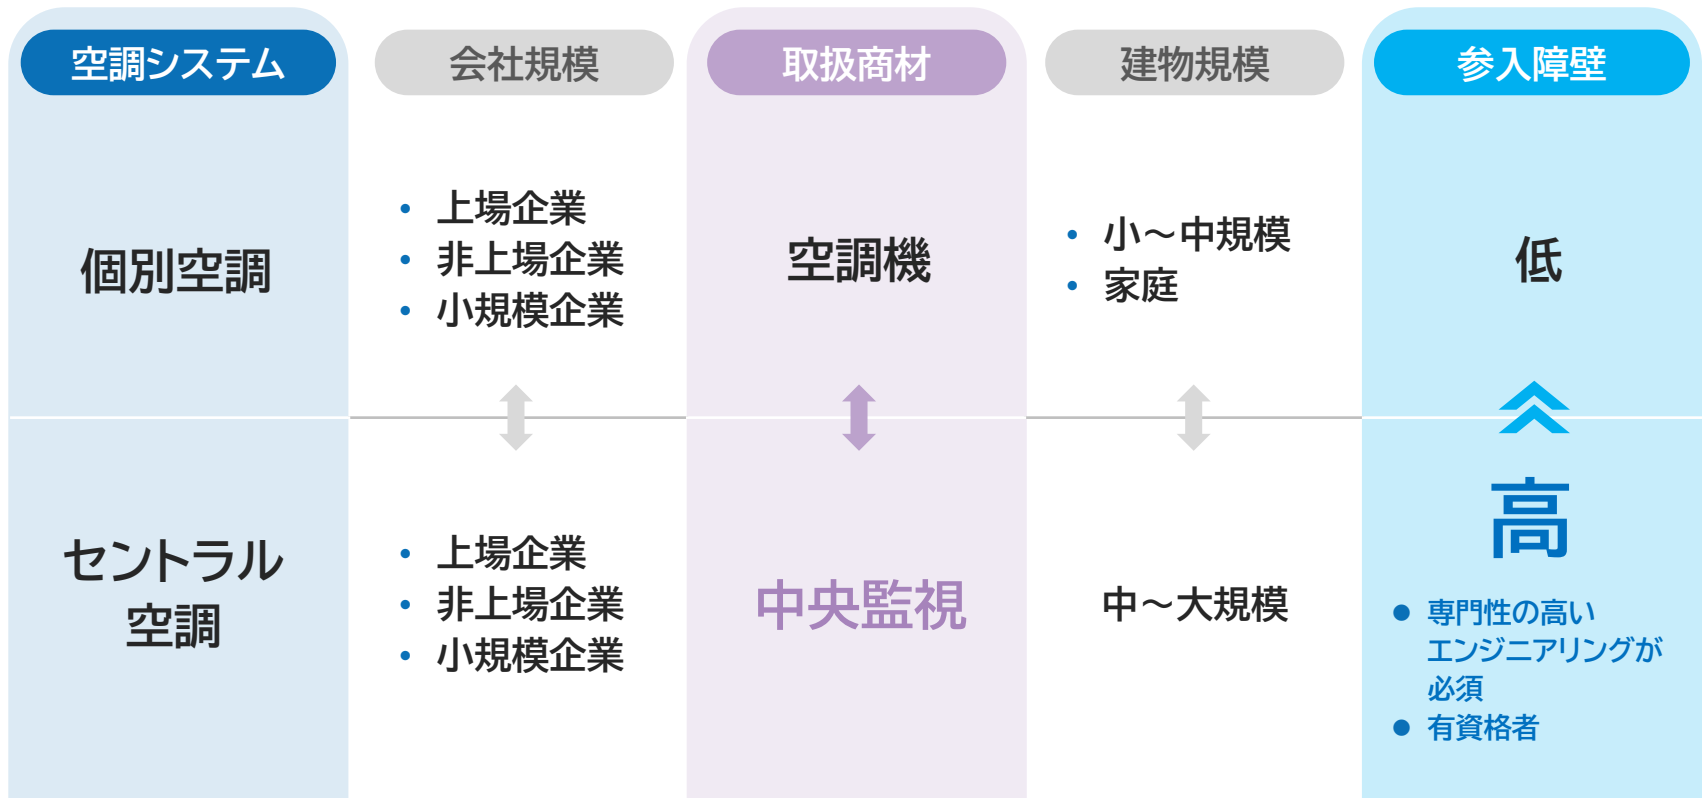 空調システム
会社規模
取扱商材
建物規模
参入障壁
個別空調
• 上場企業
• 非上場企業
• 小規模企業
空調機
• 小～中規模
• 家庭
低
セントラル
空調
• 上場企業
• 非上場企業
• 小規模企業
中央監視
中～大規模
高
● 専門性の高い
エンジニアリングが
必須
● 有資格者